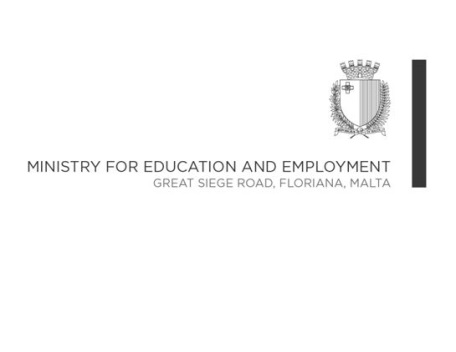 MINISTRY FOR EDUCATION AND EMPLOYMENT
GREAT SIEGE ROAD, FLORIANA, MALTA